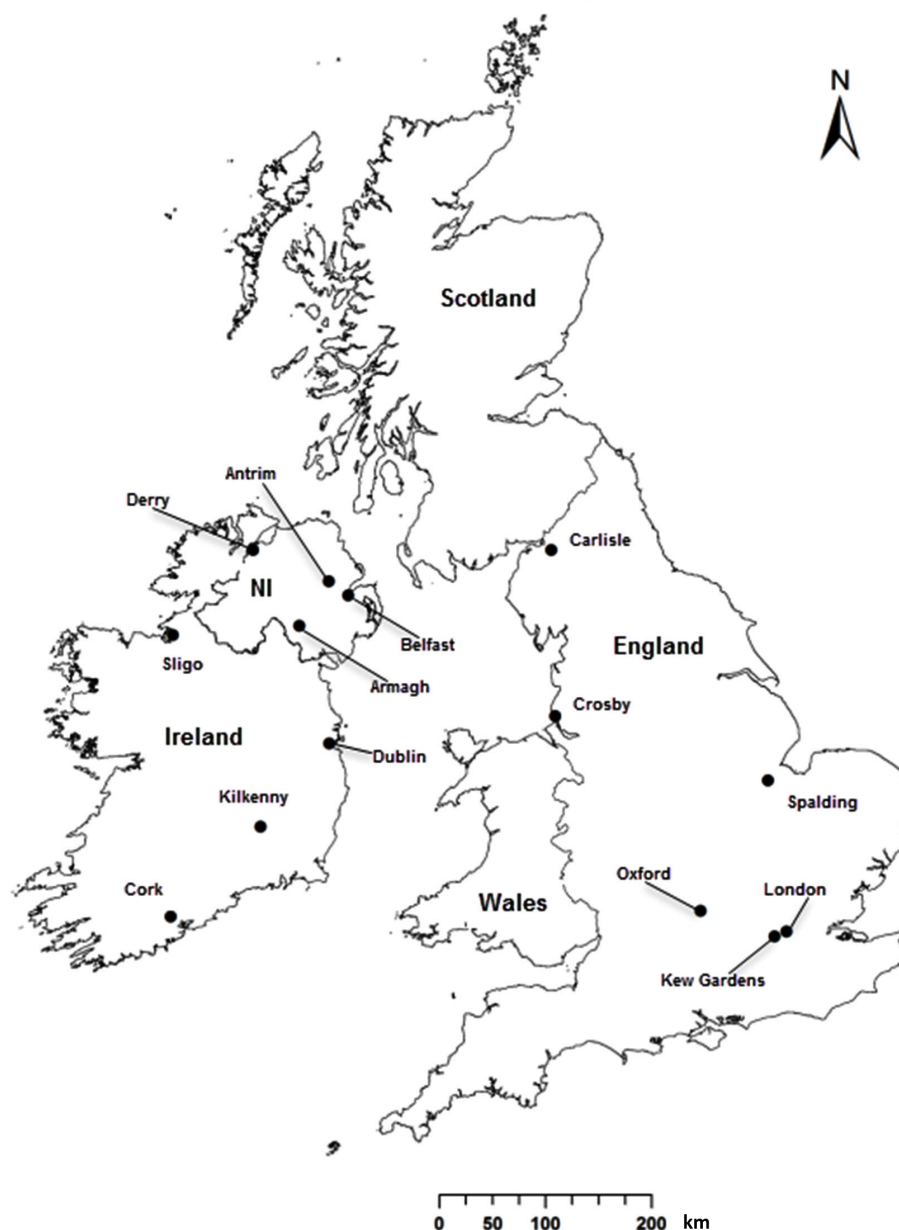 N
Scotland
Antrim
Derry
Carlisle
NI
Belfast
England
Sligo
Armagh
Crosby
Ireland
Dublin
Kilkenny
Spalding
Oxford
Cork
London
Wales
Kew Gardens
0 50 100 200 km